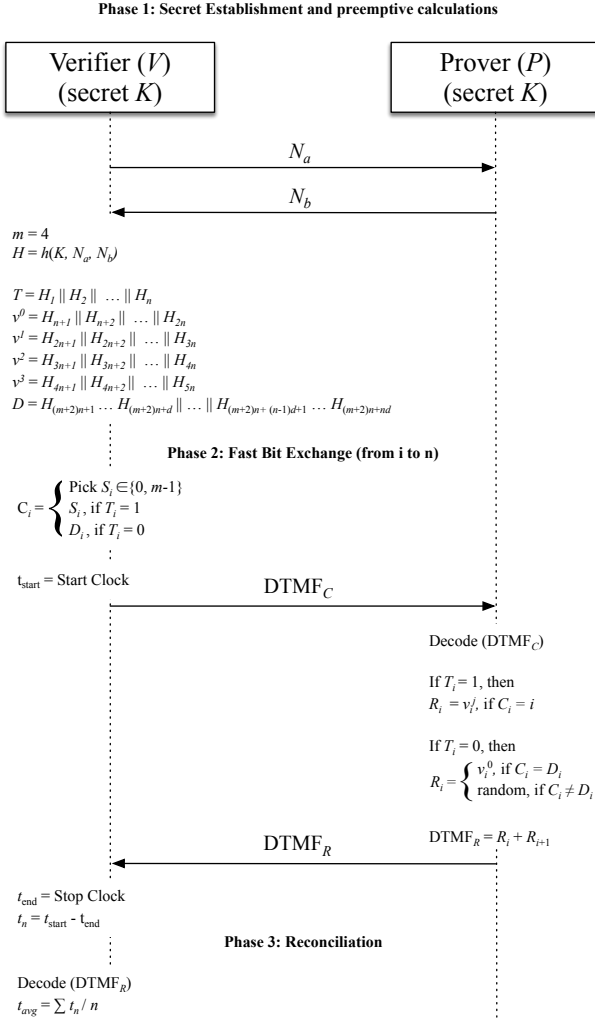 Phase 1: Secret Establishment and preemptive calculations
Verifier (V)
(secret K)
Prover (P)
(secret K)
N_a
N_b
m = 4
H = h(K, N_a, N_b)
T = H_1 || H_2 || … || H_n
v^0 = H_{n+1} || H_{n+2} || … || H_{2n}
v^1 = H_{2n+1} || H_{2n+2} || … || H_{3n}
v^2 = H_{3n+1} || H_{3n+2} || … || H_{4n}
v^3 = H_{4n+1} || H_{4n+2} || … || H_{5n}
D = H_{(m+2)n+1} … H_{(m+2)n+d} || … || H_{(m+2)n+ (n-1)d+1} … H_{(m+2)n+nd}
Phase 2: Fast Bit Exchange (from i to n)
C_i = { Pick S_i ∈{0, m-1}
S_i , if T_i = 1
D_i , if T_i = 0
t_start = Start Clock
DTMF_C
Decode (DTMF_C)
If T_i = 1, then
R_i = v_i^j, if C_i = i
If T_i = 0, then
R_i = { v_i^0, if C_i = D_i
random, if C_i ≠ D_i
DTMF_R = R_i + R_{i+1}
DTMF_R
t_end = Stop Clock
t_n = t_start - t_end
Phase 3: Reconciliation
Decode (DTMF_R)
t_avg = ∑ t_n / n